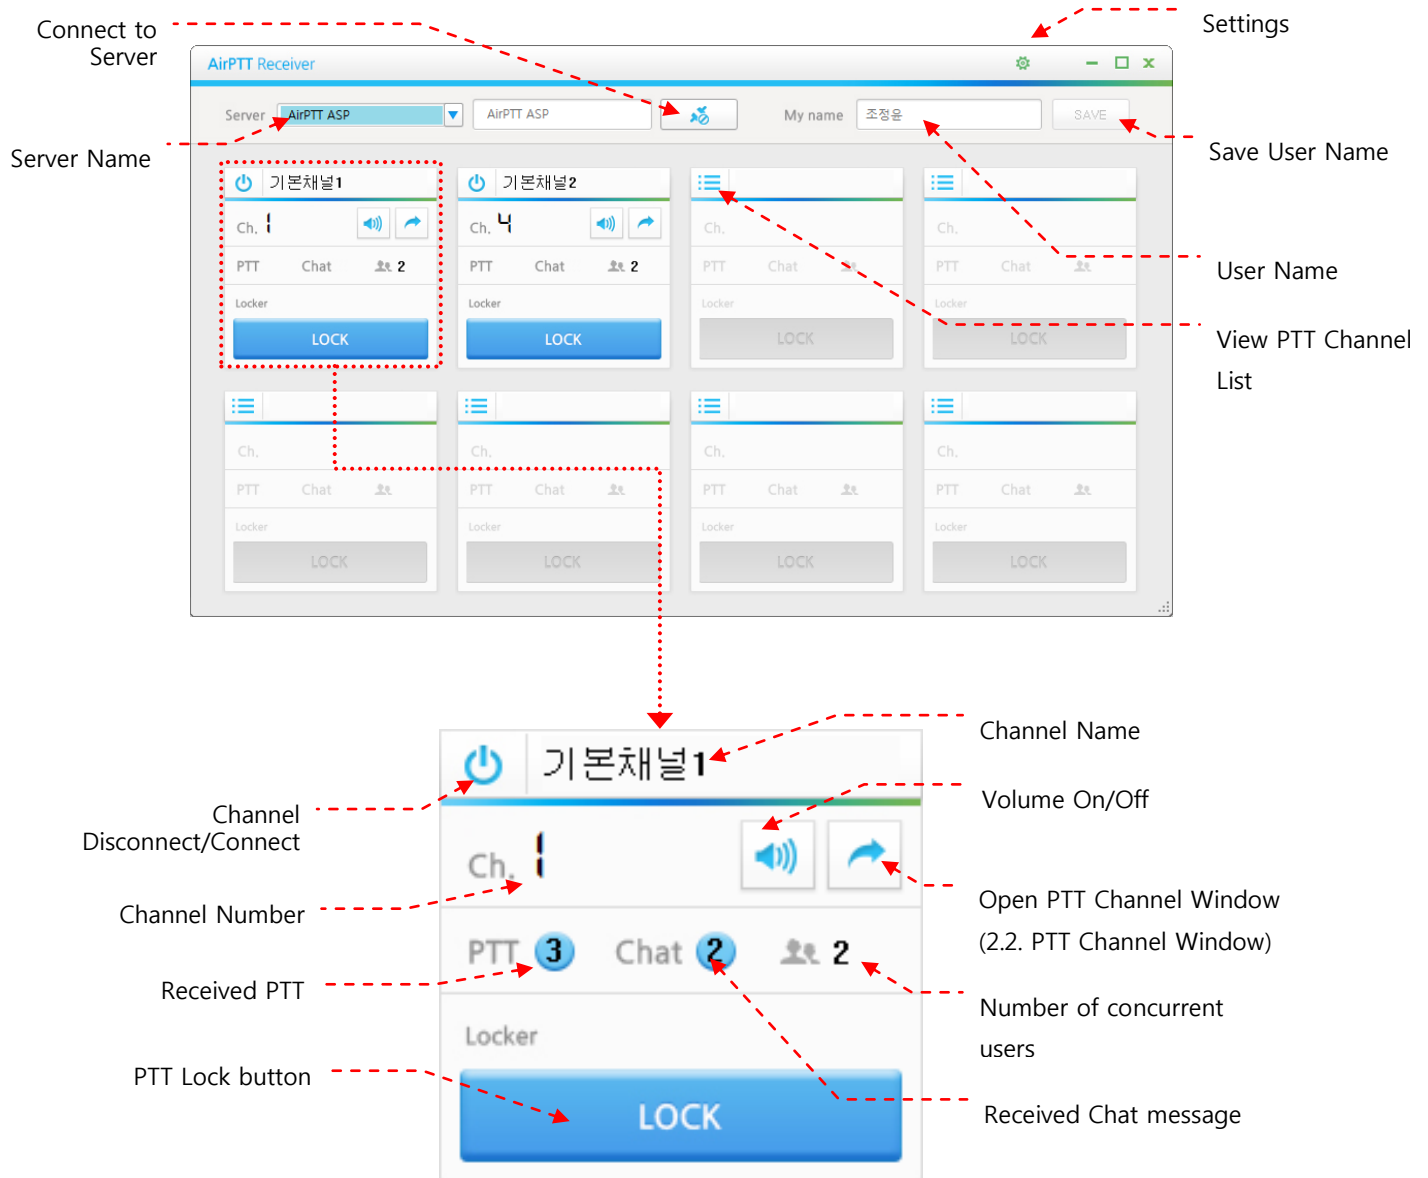 Connect to
Server
Settings
AirPTT Receiver
Server AirPTT ASP AirPTT ASP My name 조정윤 SAVE
Server Name
Save User Name
기본채널1 기본채널2
Ch. 1 Ch. 4 Ch. Ch.
PTT Chat 2 PTT Chat 2 PTT Chat PTT Chat
User Name
Locker Locker Locker Locker
LOCK LOCK LOCK LOCK
View PTT Channel
List
Ch. Ch. Ch. Ch.
PTT Chat PTT Chat PTT Chat PTT Chat
Locker Locker Locker Locker
LOCK LOCK LOCK LOCK
Channel Name
기본채널1
Volume On/Off
Channel
Disconnect/Connect
Ch. 1
Channel Number
Open PTT Channel Window
(2.2. PTT Channel Window)
PTT 3 Chat 2 2
Received PTT
Number of concurrent
users
Locker
PTT Lock button
LOCK
Received Chat message